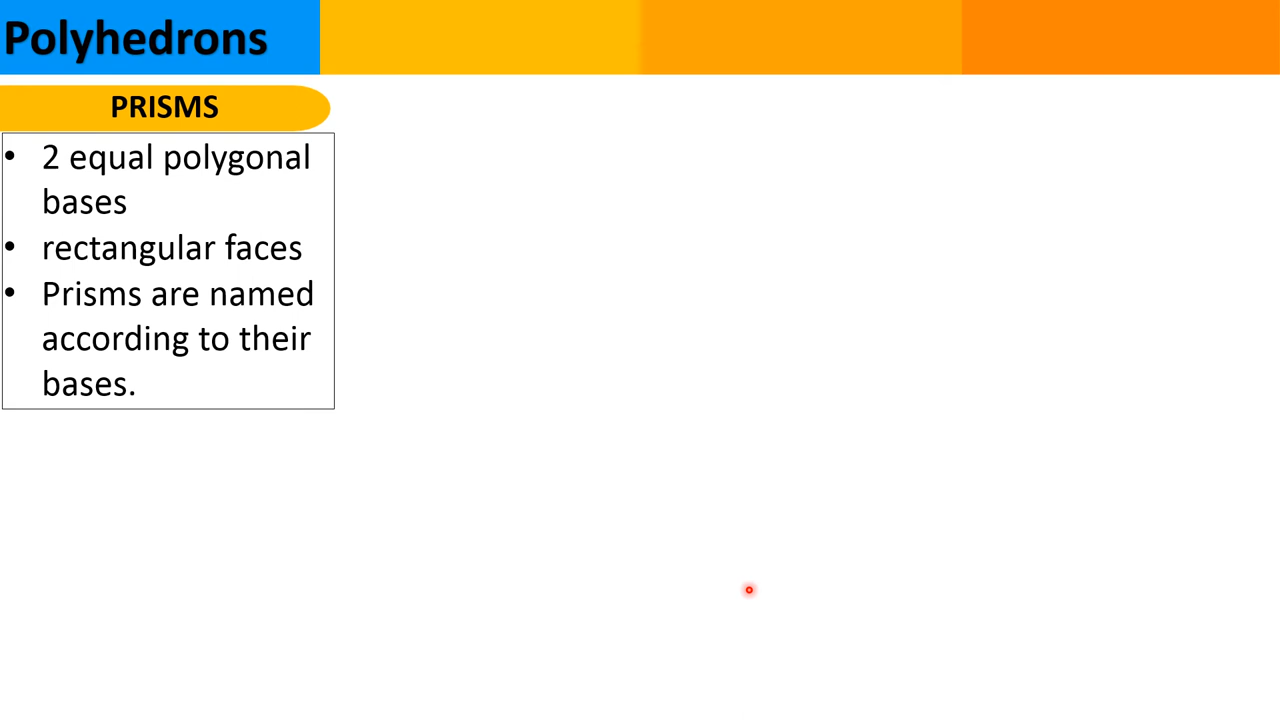 Polyhedrons
PRISMS
• 2 equal polygonal
bases
• rectangular faces
• Prisms are named
according to their
bases.